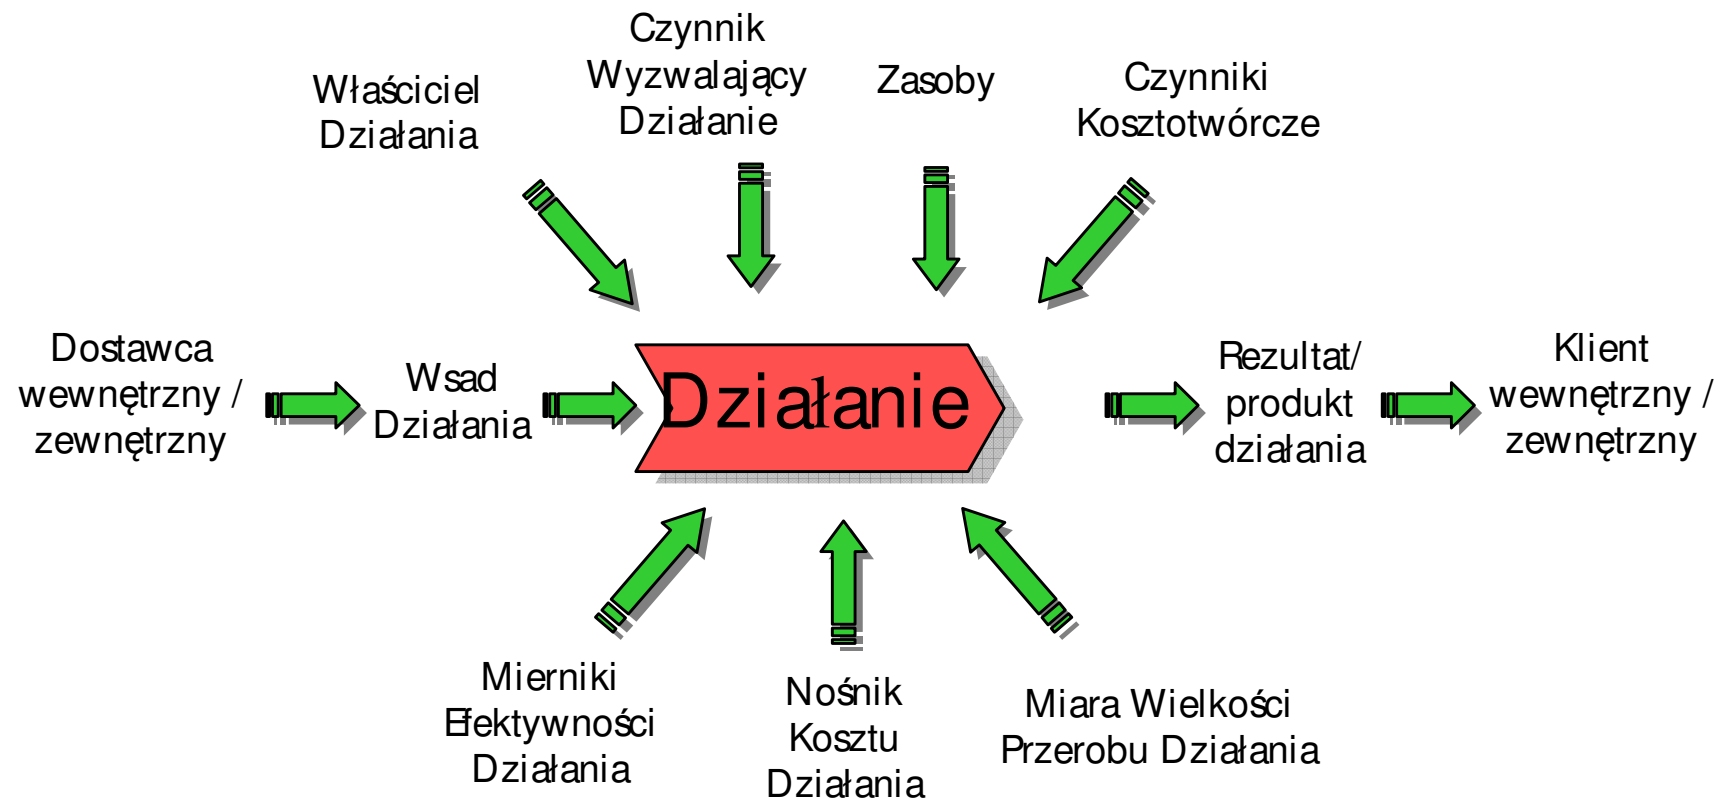 Właściciel
Działania
Czynnik
Wyzwalający
Działanie
Zasoby
Czynniki
Kosztotwórcze
Dostawca
wewnętrzny /
zewnętrzny
Wsad
Działania
Działanie
Rezultat/
produkt
działania
Klient
wewnętrzny /
zewnętrzny
Mierniki
Efektywności
Działania
Nośnik
Kosztu
Działania
Miara Wielkości
Przerobu Działania